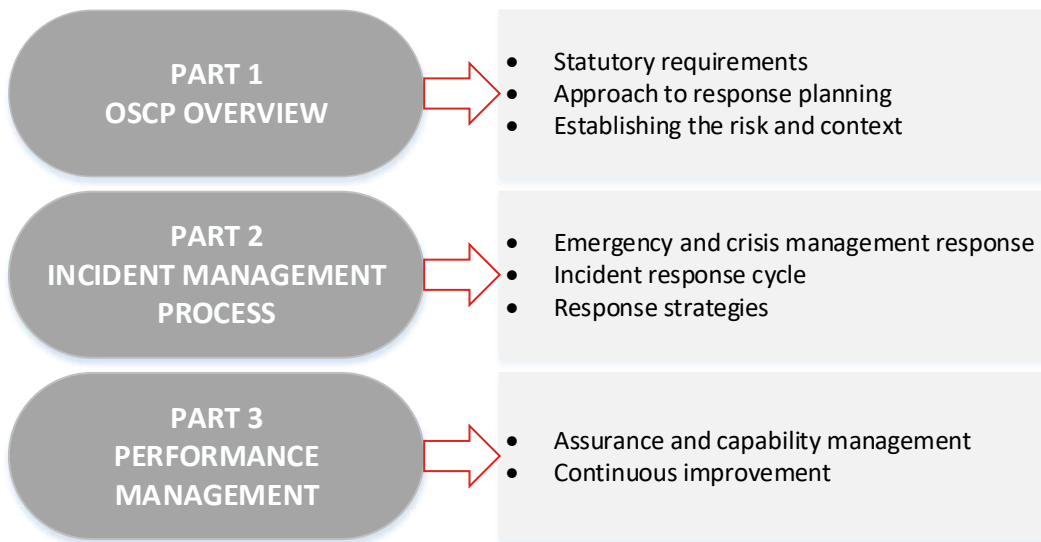 PART 1
OSCP OVERVIEW
• Statutory requirements
• Approach to response planning
• Establishing the risk and context
PART 2
INCIDENT MANAGEMENT
PROCESS
• Emergency and crisis management response
• Incident response cycle
• Response strategies
PART 3
PERFORMANCE
MANAGEMENT
• Assurance and capability management
• Continuous improvement